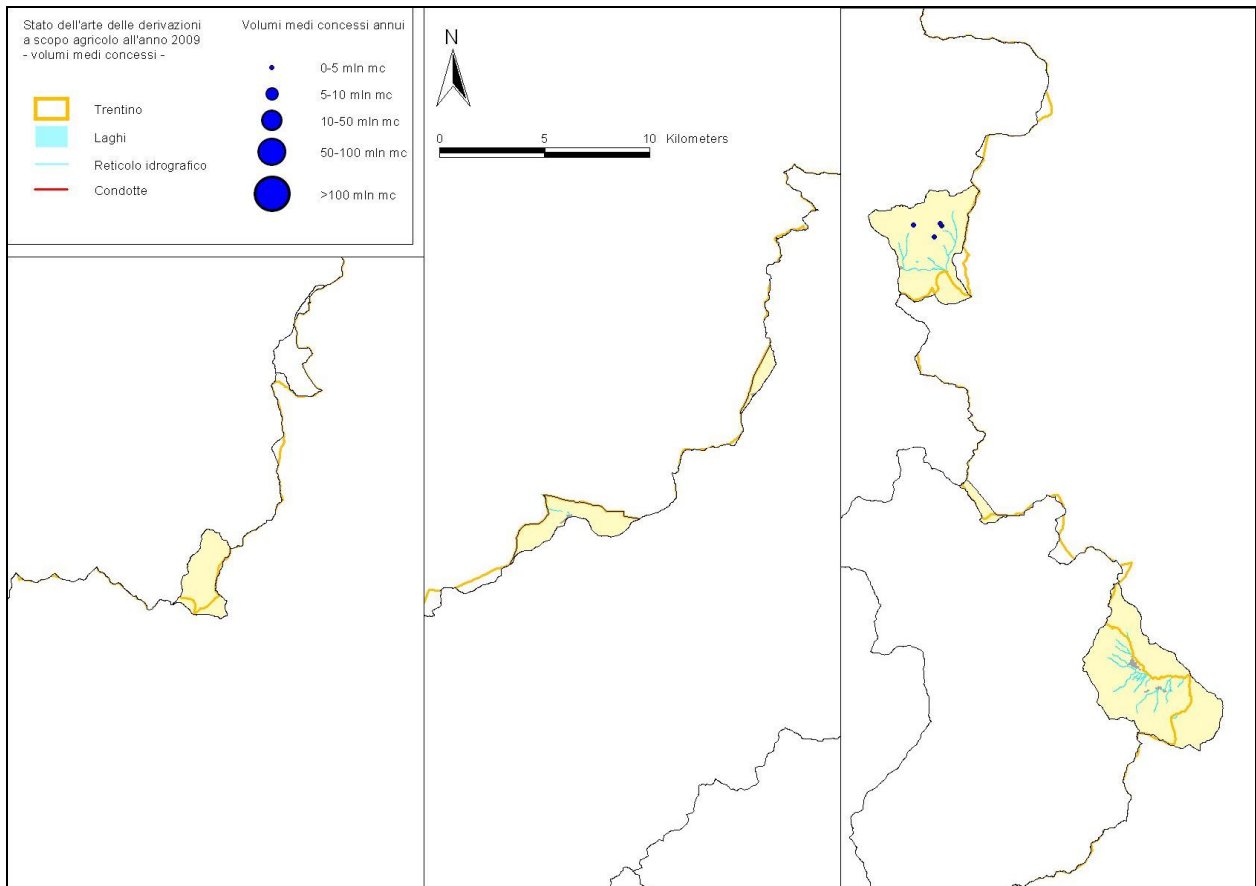 Stato dell'arte delle derivazioni
a scopo agricolo all'anno 2009
- volumi medi concessi -
Trentino
Laghi
Reticolo idrografico
Condotte
Volumi medi concessi annui
0-5 mln mc
5-10 mln mc
10-50 mln mc
50-100 mln mc
>100 mln mc
N
0 5 10 Kilometers